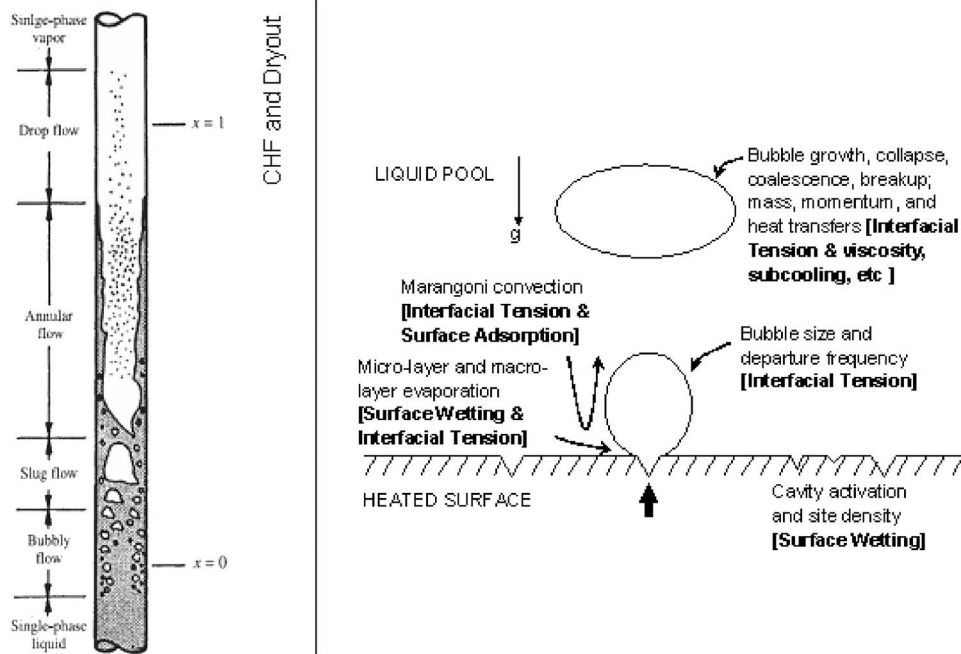 Sinlge-phase
vapor
Drop flow
Annular
flow
Slug flow
Bubbly
flow
Single-phase
liquid
x = 1
x = 0
CHF and Dryout
LIQUID POOL
g
Bubble growth, collapse,
coalescence, breakup;
mass, momentum, and
heat transfers [Interfacial
Tension & viscosity,
subcooling, etc ]
Marangoni convection
[Interfacial Tension &
Surface Adsorption]
Bubble size and
departure frequency
[Interfacial Tension]
Micro-layer and macro-
layer evaporation
[Surface Wetting &
Interfacial Tension]
HEATED SURFACE
Cavity activation
and site density
[Surface Wetting]